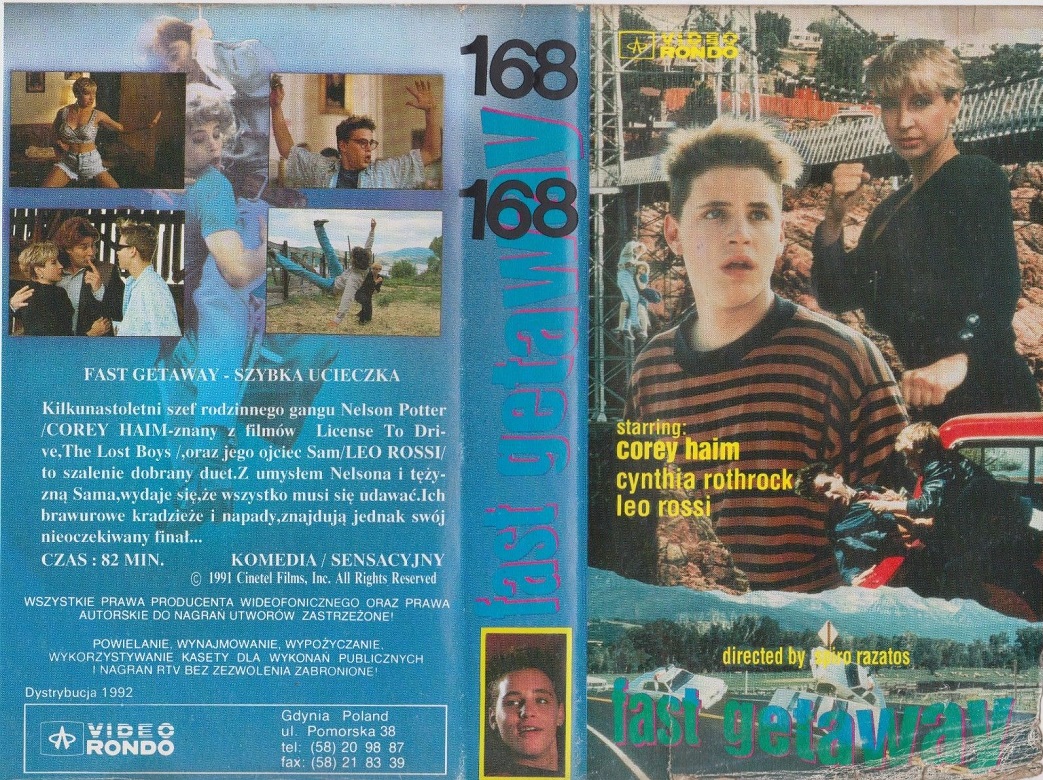 FAST GETAWAY - SZYBKA UCIECZKA
Kilkunastoletni szef rodzinnego gangu Nelson Potter
/COREY HAIM-znany z filmów License To Dri-
ve,The Lost Boys /,oraz jego ojciec Sam/LEO ROSSI/
to szalenie dobrany duet.Z umysłem Nelsona i tęży-
zną Sama,wydaje się,że wszystko musi się udawać.Ich
brawurowe kradzieże i napady,znajdują jednak swój
nieoczekiwany finał...
CZAS : 82 MIN. KOMEDIA / SENSACYJNY
© 1991 Cinetel Films, Inc. All Rights Reserved
WSZYSTKIE PRAWA PRODUCENTA WIDEOFONICZNEGO ORAZ PRAWA
AUTORSKIE DO NAGRAŃ UTWORÓW ZASTRZEŻONE!
POWIELANIE, WYNAJMOWANIE, WYPOŻYCZANIE,
WYKORZYSTYWANIE KASETY DLA WYKONAŃ PUBLICZNYCH
I NAGRAŃ RTV BEZ ZEZWOLENIA ZABRONIONE!
Dystrybucja 1992
VIDEO
RONDO
Gdynia Poland
ul. Pomorska 38
tel: (58) 20 98 87
fax: (58) 21 83 39
168
168
fast getaway
VIDEO
RONDO
starring:
corey haim
cynthia rothrock
leo rossi
directed by spiro razatos
fast getaway